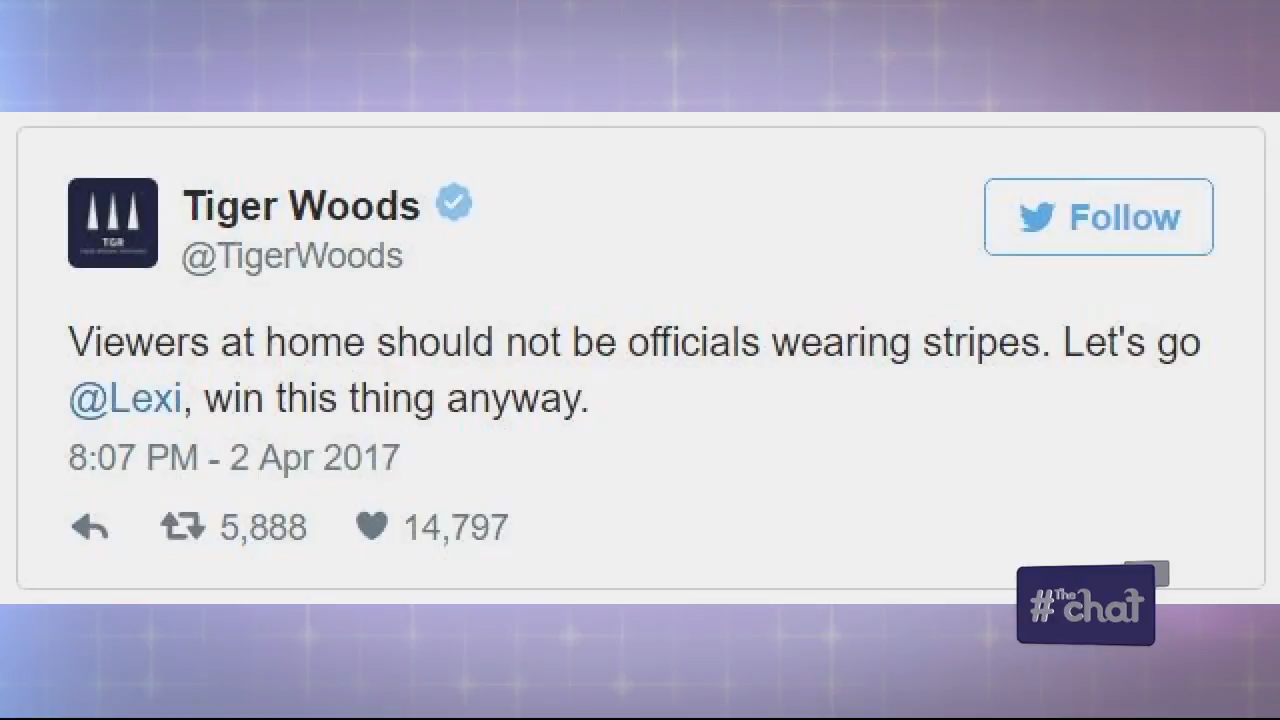 Tiger Woods
@TigerWoods
Follow
Viewers at home should not be officials wearing stripes. Let's go
@Lexi, win this thing anyway.
8:07 PM - 2 Apr 2017
5,888 14,797
TGR
#The chat